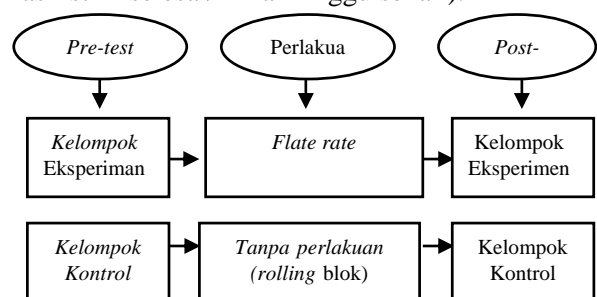 Pre-test Perlakua Post-
Kelompok Eksperiman
Flate rate
Kelompok Eksperimen
Kelompok Kontrol
Tanpa perlakuan (rolling blok)
Kelompok Kontrol